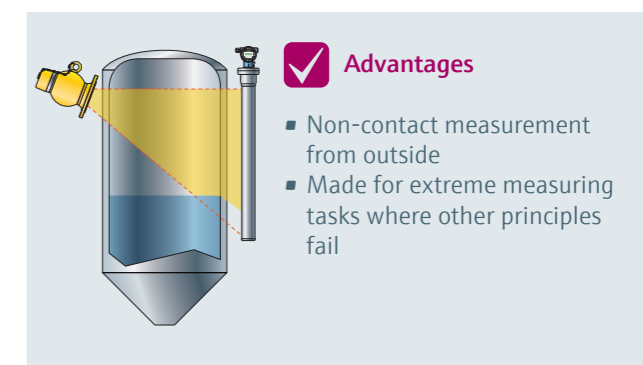 Advantages
▪ Non-contact measurement
from outside
▪ Made for extreme measuring
tasks where other principles
fail